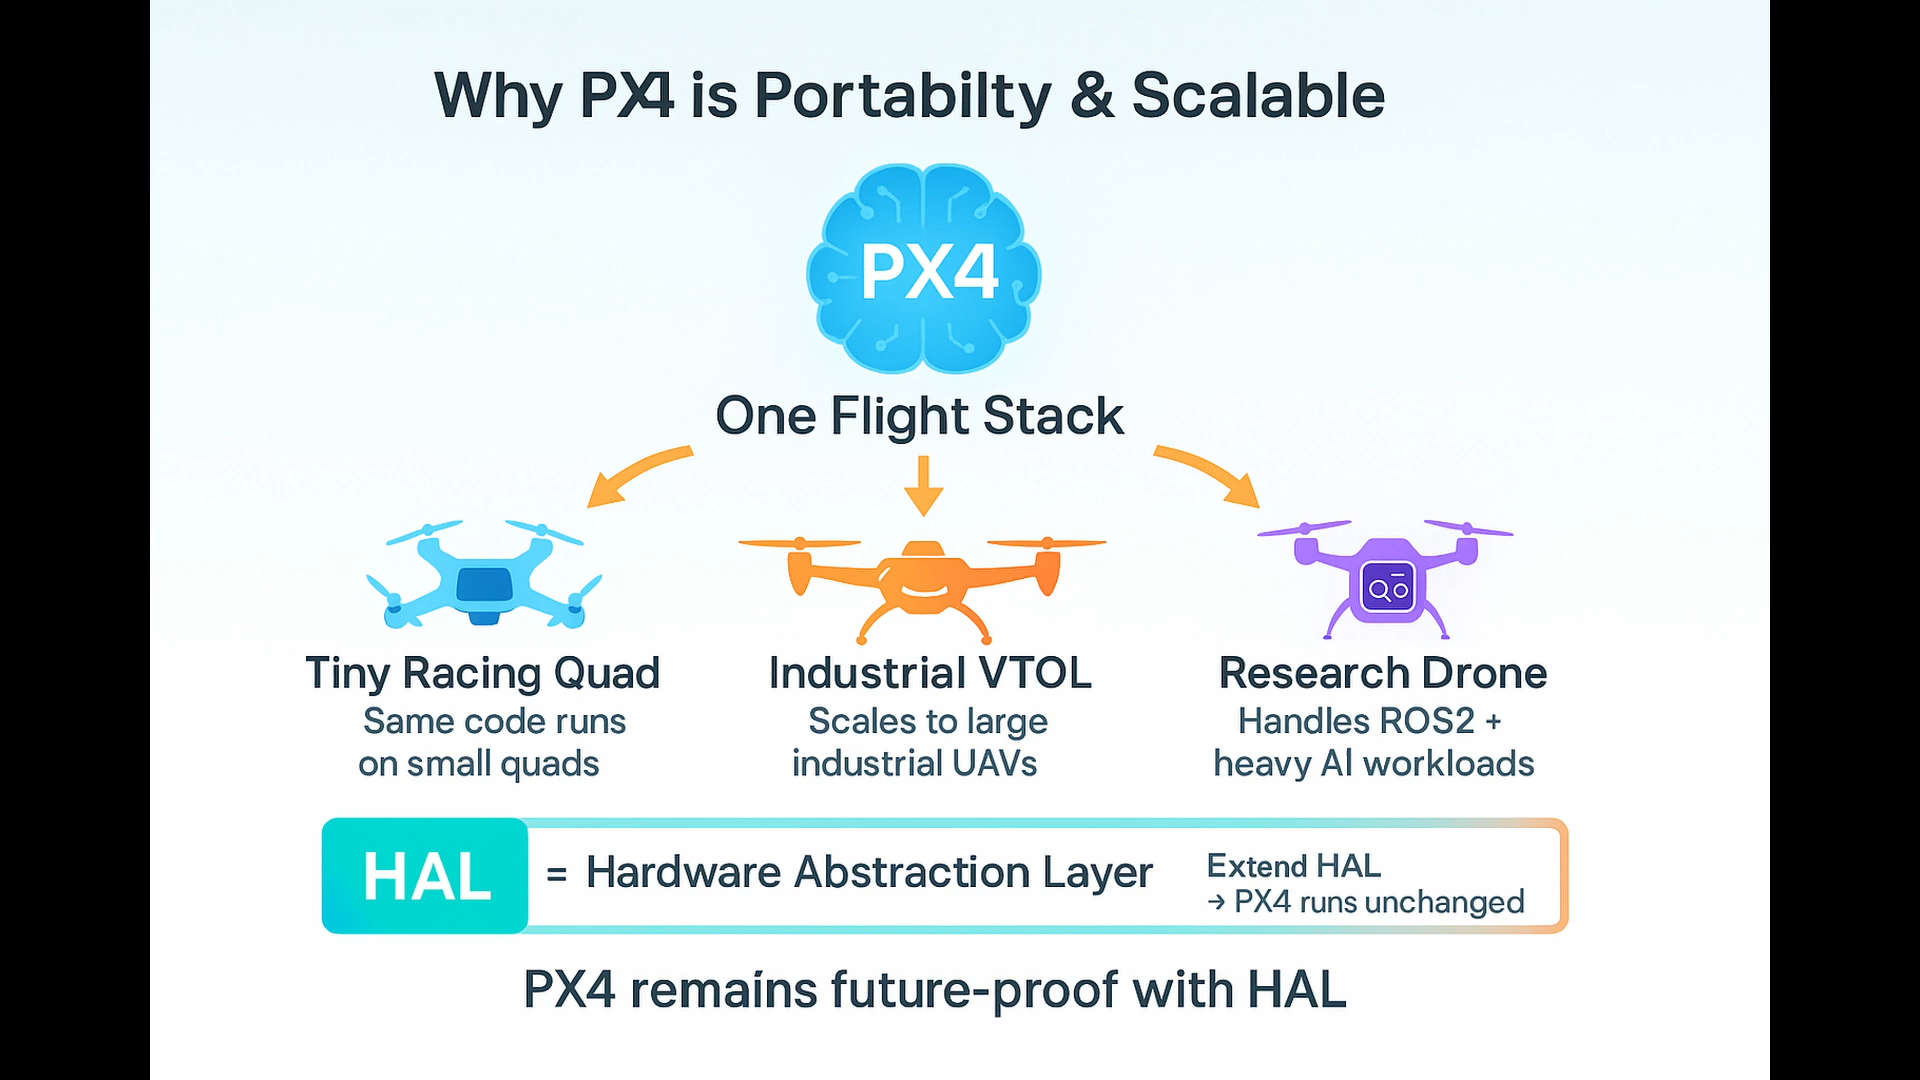 Why PX4 is Portabilty & Scalable
PX4
One Flight Stack
Tiny Racing Quad
Same code runs
on small quads
Industrial VTOL
Scales to large
industrial UAVs
Research Drone
Handles ROS2 +
heavy AI workloads
HAL
= Hardware Abstraction Layer
Extend HAL
→ PX4 runs unchanged
PX4 remains future-proof with HAL